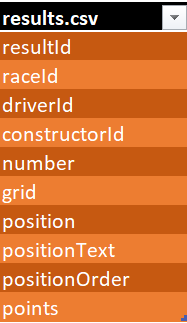 results.csv
resultId
raceId
driverId
constructorId
number
grid
position
positionText
positionOrder
points